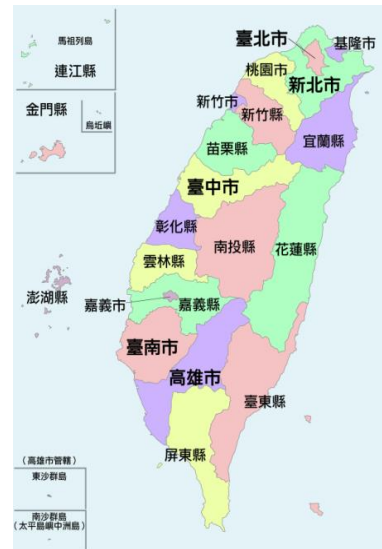 馬祖列島
連江縣
金門縣
烏坵嶼
臺北市
基隆市
桃園市
新北市
新竹市
新竹縣
宜蘭縣
苗栗縣
臺中市
彰化縣
南投縣
花蓮縣
雲林縣
澎湖縣
嘉義市
嘉義縣
臺南市
高雄市
臺東縣
屏東縣
(高雄市管轄)
東沙群島
南沙群島
(太平島嶼中洲島)